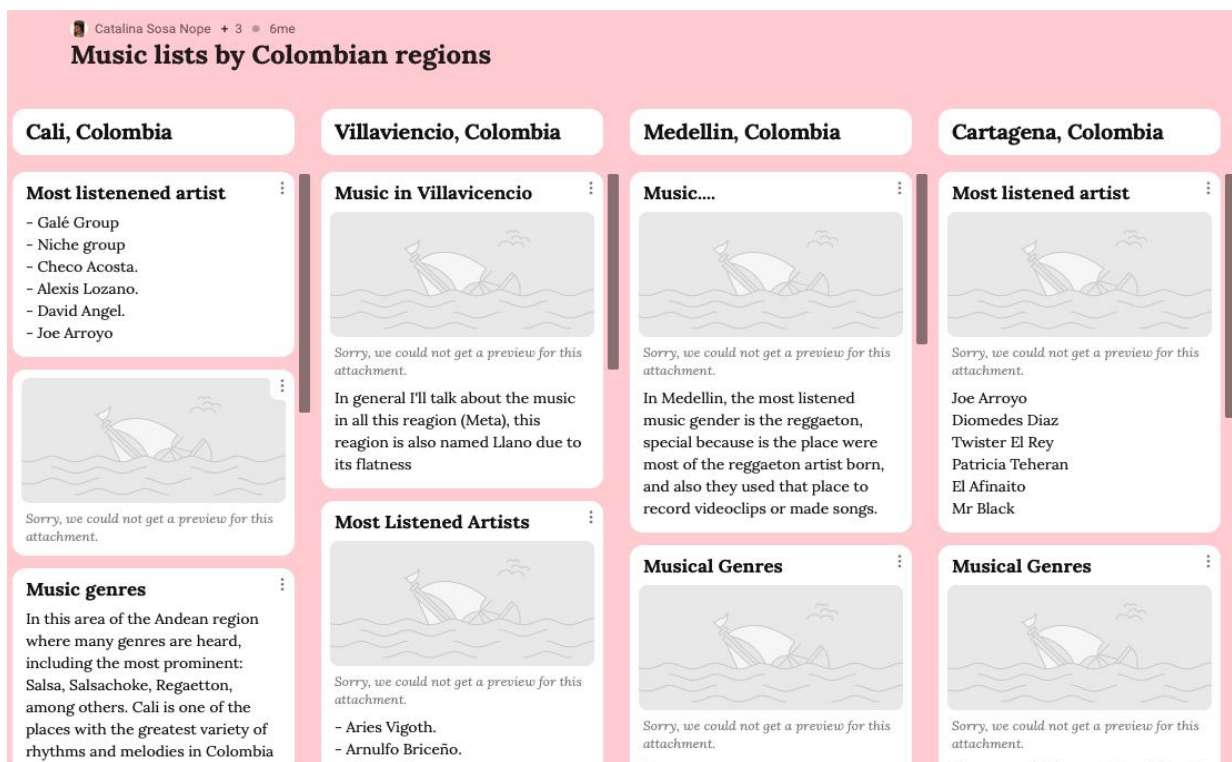 Catalina Sosa Nope + 3 • 6me
Music lists by Colombian regions
Cali, Colombia
Most listenened artist
- Galé Group
- Niche group
- Checo Acosta.
- Alexis Lozano.
- David Angel.
- Joe Arroyo
Sorry, we could not get a preview for this
attachment.
Music genres
In this area of the Andean region
where many genres are heard,
including the most prominent:
Salsa, Salsachoke, Regaetton,
among others. Cali is one of the
places with the greatest variety of
rhythms and melodies in Colombia
Villaviencio, Colombia
Music in Villavicencio
Sorry, we could not get a preview for this
attachment.
In general I'll talk about the music
in all this reagion (Meta), this
reagion is also named Llano due to
its flatness
Most Listened Artists
Sorry, we could not get a preview for this
attachment.
- Aries Vigoth.
- Arnulfo Briceño.
Medellin, Colombia
Music....
Sorry, we could not get a preview for this
attachment.
In Medellin, the most listened
music gender is the reggaeton,
special because is the place were
most of the reggaeton artist born,
and also they used that place to
record videoclips or made songs.
Musical Genres
Sorry, we could not get a preview for this
attachment.
Cartagena, Colombia
Most listened artist
Sorry, we could not get a preview for this
attachment.
Joe Arroyo
Diomedes Diaz
Twister El Rey
Patricia Teheran
El Afinaito
Mr Black
Musical Genres
Sorry, we could not get a preview for this
attachment.